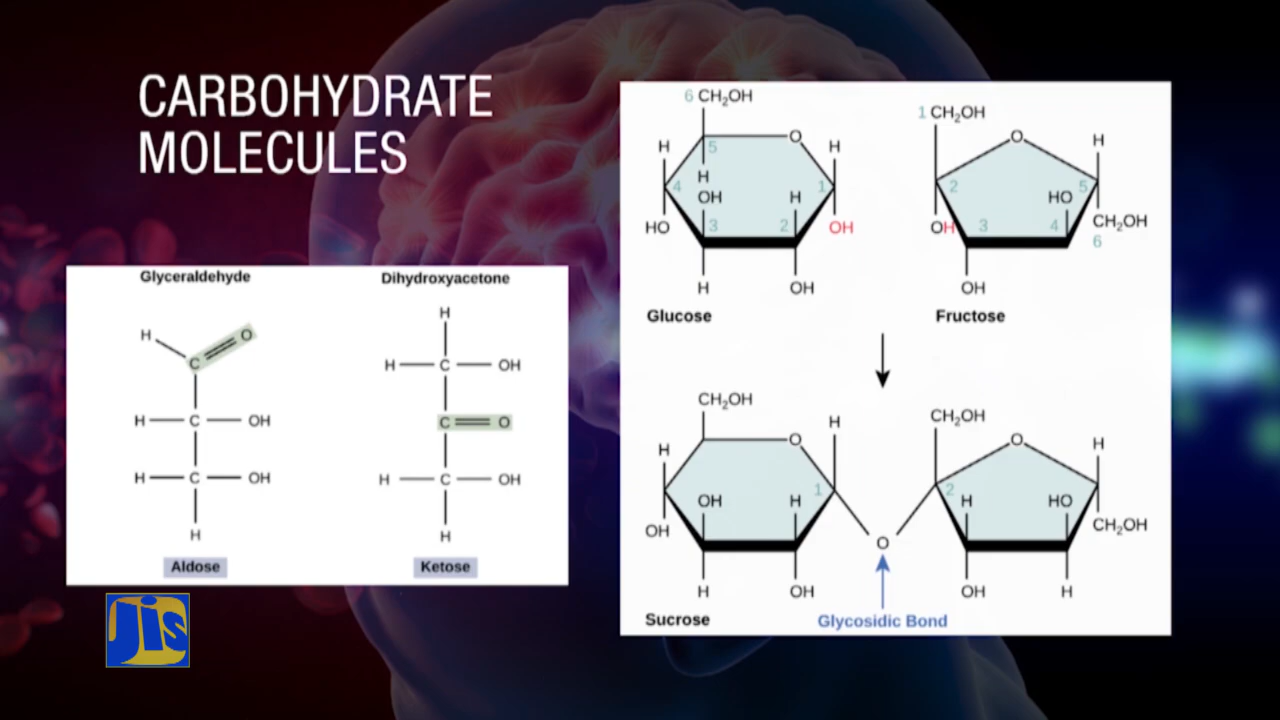 CARBOHYDRATE
MOLECULES
Glyceraldehyde
H
O
C
H C OH
H C OH
H
Aldose
Dihydroxyacetone
H
H C OH
C O
H C OH
H
Ketose
Jis
6 CH₂OH
O
H 5 H
H
4 OH H 1
HO 3 2 OH
H OH
Glucose
1 CH₂OH
O
H
2 5
HO
OH 3 4 CH₂OH
6
OH
Fructose
CH₂OH
O
H H
1
OH H
OH
H OH
Sucrose
O
Glycosidic Bond
CH₂OH
O
H
2
H HO
CH₂OH
OH H